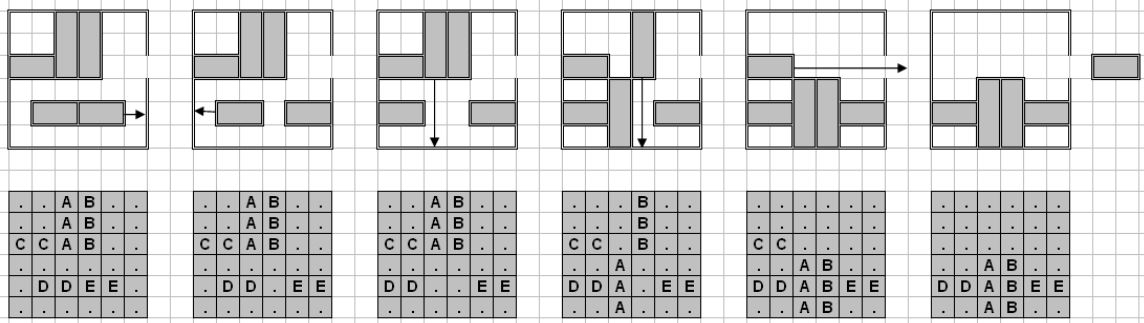 . . A B . . . . A B . . . . A B . . . . . B . . . . . . . . . . . . . .
. . A B . . . . A B . . . . A B . . . . . B . . . . . . . . . . . . . .
C C A B . . C C A B . . C C A B . . C C . B . . C C . . . . . . . . . .
. . . . . . . . . . . . . . . . . . . . A . . . . . A B . . . . A B . .
. D D E E . . D D . E E D D . . E E D D A . E E D D A B E E D D A B E E
. . . . . . . . . . . . . . . . . . . . A . . . . . A B . . . . A B . .